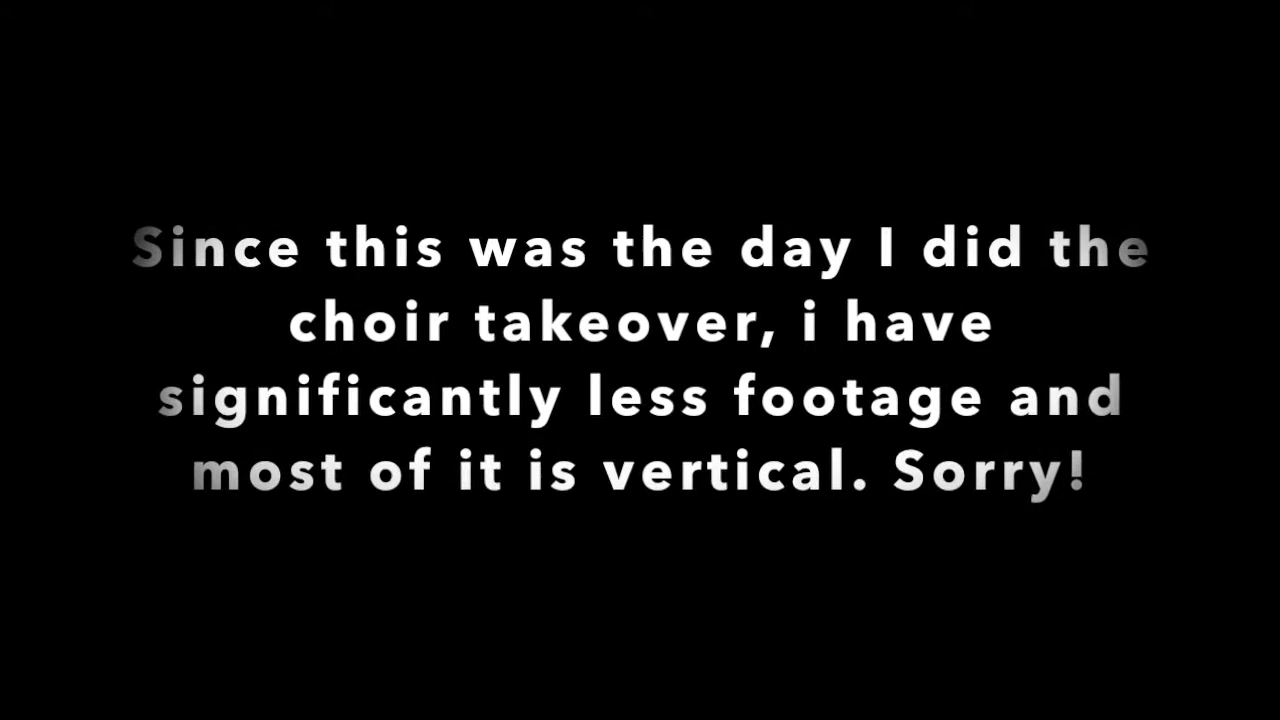 Since this was the day I did the
choir takeover, i have
significantly less footage and
most of it is vertical. Sorry!